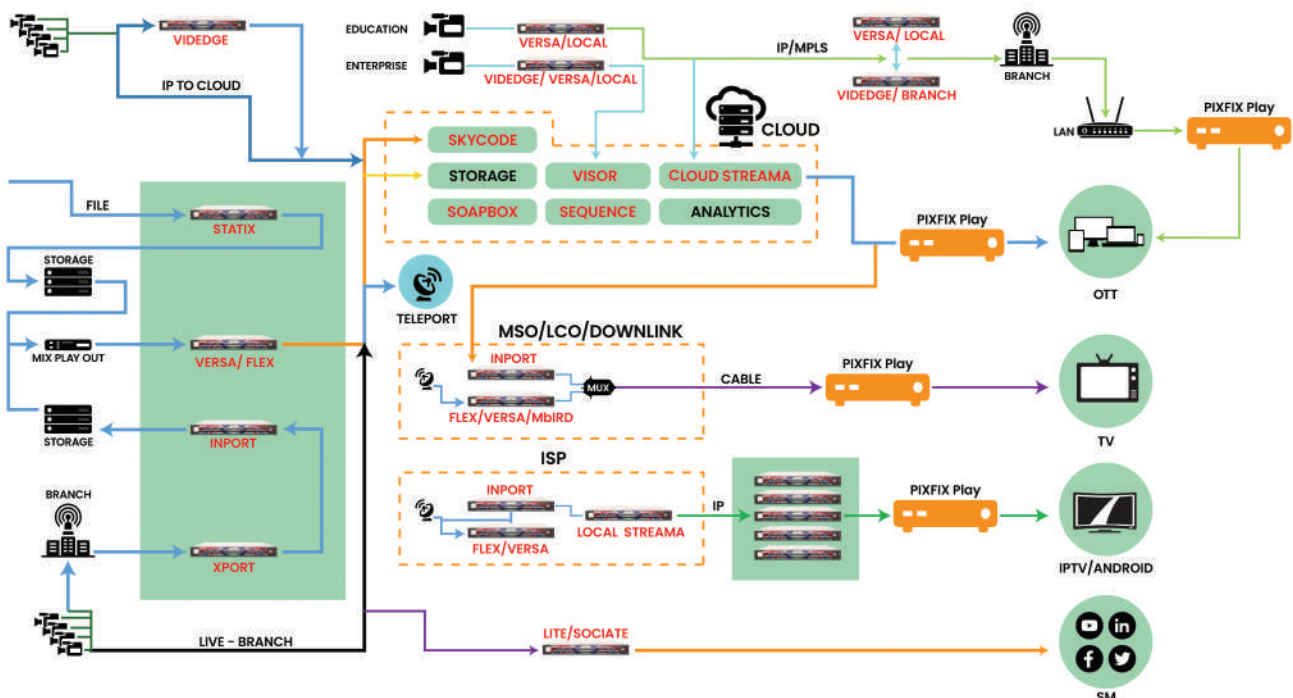 VIDEDGE
IP TO CLOUD
EDUCATION
VERSA/LOCAL
ENTERPRISE
VIDEDGE/ VERSA/LOCAL
IP/MPLS
VERSA/ LOCAL
VIDEDGE/ BRANCH
BRANCH
LAN
PIXFIX Play
CLOUD
SKYCODE
STORAGE
VISOR
CLOUD STREAMA
SOAPBOX
SEQUENCE
ANALYTICS
PIXFIX Play
OTT
FILE
STATIX
STORAGE
MIX PLAY OUT
VERSA/ FLEX
STORAGE
INPORT
BRANCH
XPORT
LIVE - BRANCH
TELEPORT
MSO/LCO/DOWNLINK
INPORT
FLEX/VERSA/MbIRD
MUX
CABLE
PIXFIX Play
TV
ISP
INPORT
FLEX/VERSA
LOCAL STREAMA
IP
PIXFIX Play
IPTV/ANDROID
LITE/SOCIATE
in
f
SM